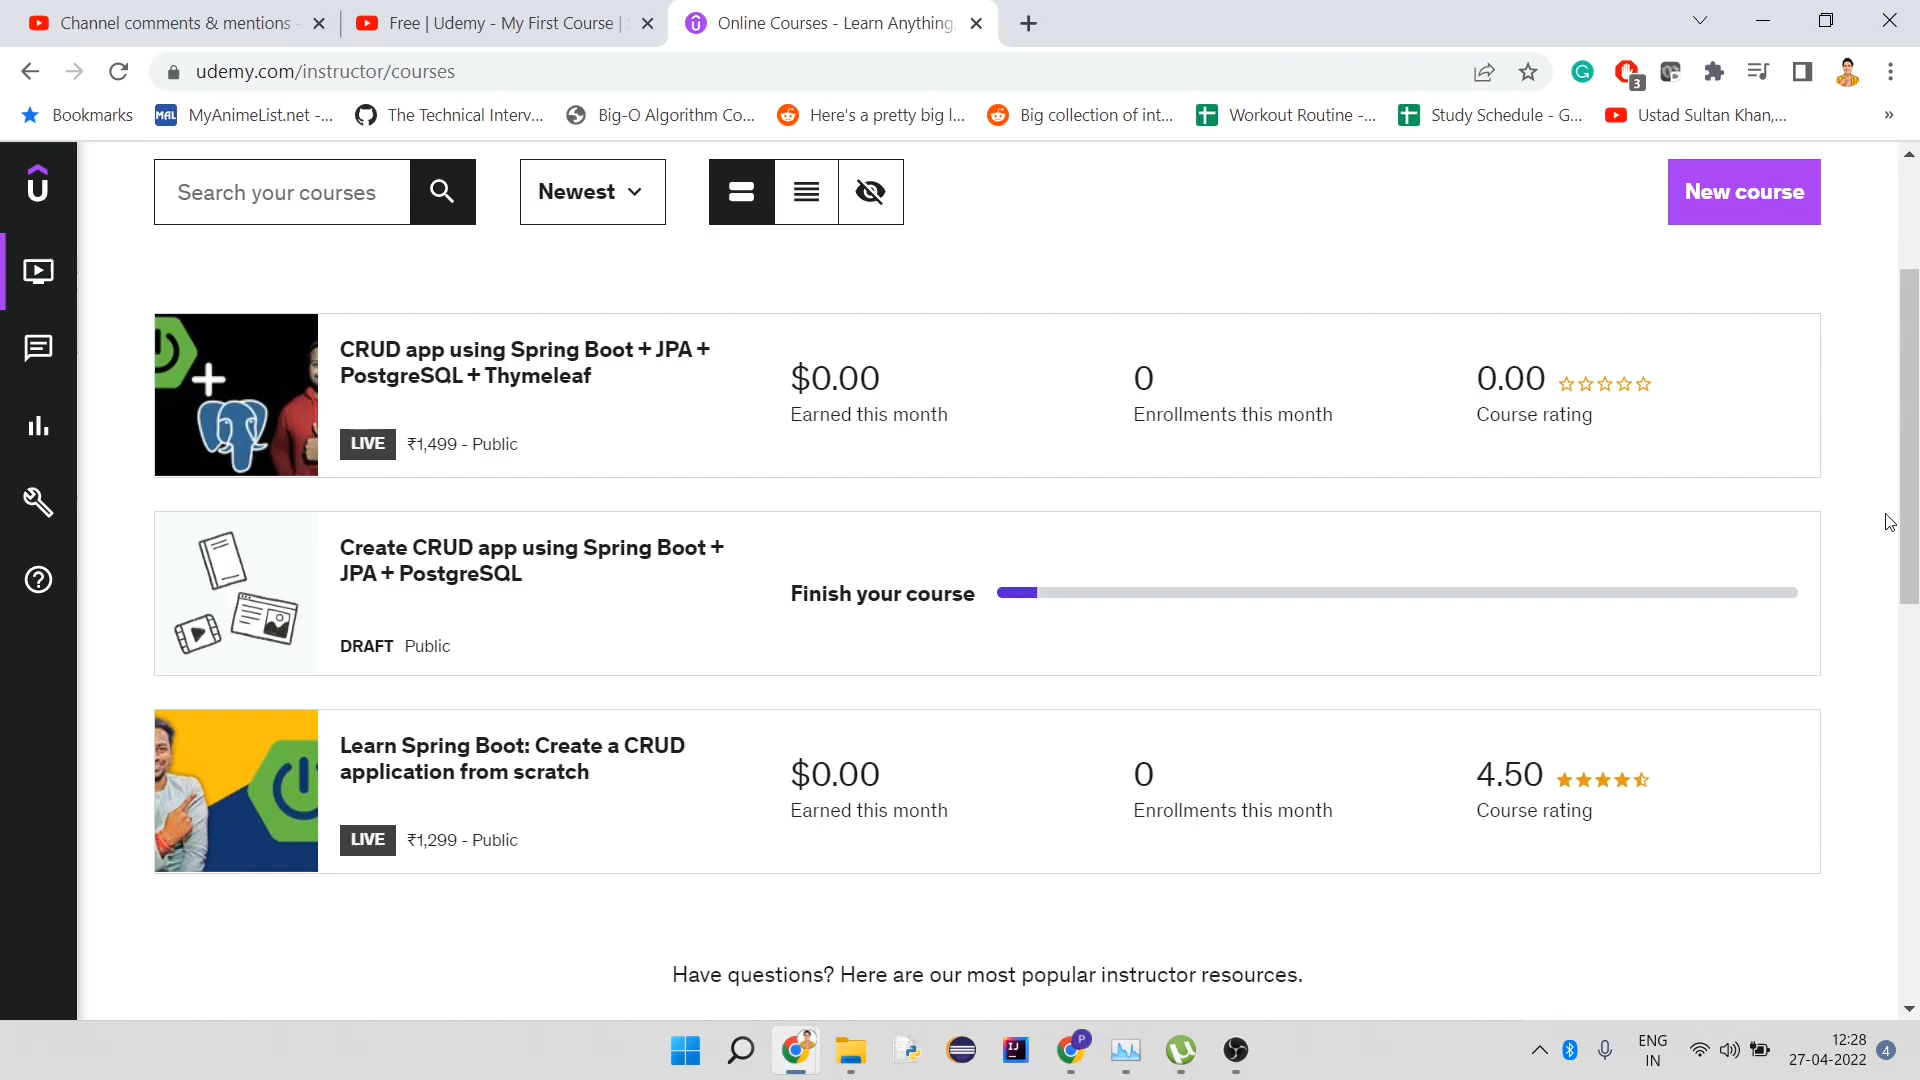 Channel comments & mentions -
Free | Udemy - My First Course |
Online Courses - Learn Anything,
udemy.com/instructor/courses
3
Bookmarks
MAL
MyAnimeList.net -...
The Technical Interv...
Big-O Algorithm Co...
Here's a pretty big l...
Big collection of int...
Workout Routine -...
Study Schedule - G...
Ustad Sultan Khan,...
»
Search your courses
Newest
New course
CRUD app using Spring Boot + JPA +
PostgreSQL + Thymeleaf
LIVE
₹1,499 - Public
$0.00
Earned this month
0
Enrollments this month
0.00
Course rating
Create CRUD app using Spring Boot +
JPA + PostgreSQL
DRAFT Public
Finish your course
Learn Spring Boot: Create a CRUD
application from scratch
LIVE
₹1,299 - Public
$0.00
Earned this month
0
Enrollments this month
4.50
Course rating
Have questions? Here are our most popular instructor resources.
IJ
P
ENG
IN
12:28
27-04-2022
4